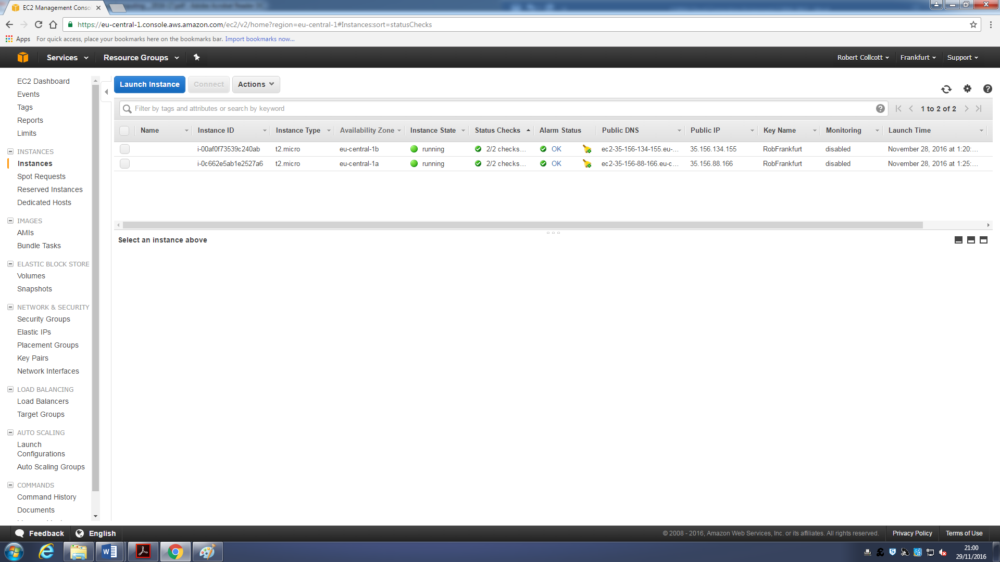 EC2 Management Conso
https://eu-central-1.console.aws.amazon.com/ec2/v2/home?region=eu-central-1#Instances:sort=statusChecks
Apps For quick access, place your bookmarks here on the bookmarks bar. Import bookmarks now...
Services Resource Groups Robert Collcott Frankfurt Support
EC2 Dashboard
Events
Tags
Reports
Limits
INSTANCES
Instances
Spot Requests
Reserved Instances
Dedicated Hosts
IMAGES
AMIs
Bundle Tasks
ELASTIC BLOCK STORE
Volumes
Snapshots
NETWORK & SECURITY
Security Groups
Elastic IPs
Placement Groups
Key Pairs
Network Interfaces
LOAD BALANCING
Load Balancers
Target Groups
AUTO SCALING
Launch
Configurations
Auto Scaling Groups
COMMANDS
Command History
Documents
Launch Instance Connect Actions
Filter by tags and attributes or search by keyword 1 to 2 of 2
Name Instance ID Instance Type Availability Zone Instance State Status Checks Alarm Status Public DNS Public IP Key Name Monitoring Launch Time
i-00af0f73539c240ab t2.micro eu-central-1b running 2/2 checks... OK ec2-35-156-134-155.eu-... 35.156.134.155 RobFrankfurt disabled November 28, 2016 at 1:20:...
i-0c662e5ab1e2527a6 t2.micro eu-central-1a running 2/2 checks... OK ec2-35-156-88-166.eu-c... 35.156.88.166 RobFrankfurt disabled November 28, 2016 at 1:25:...
Select an instance above
Feedback English © 2008 - 2016, Amazon Web Services, Inc. or its affiliates. All rights reserved. Privacy Policy Terms of Use
21:00
29/11/2016